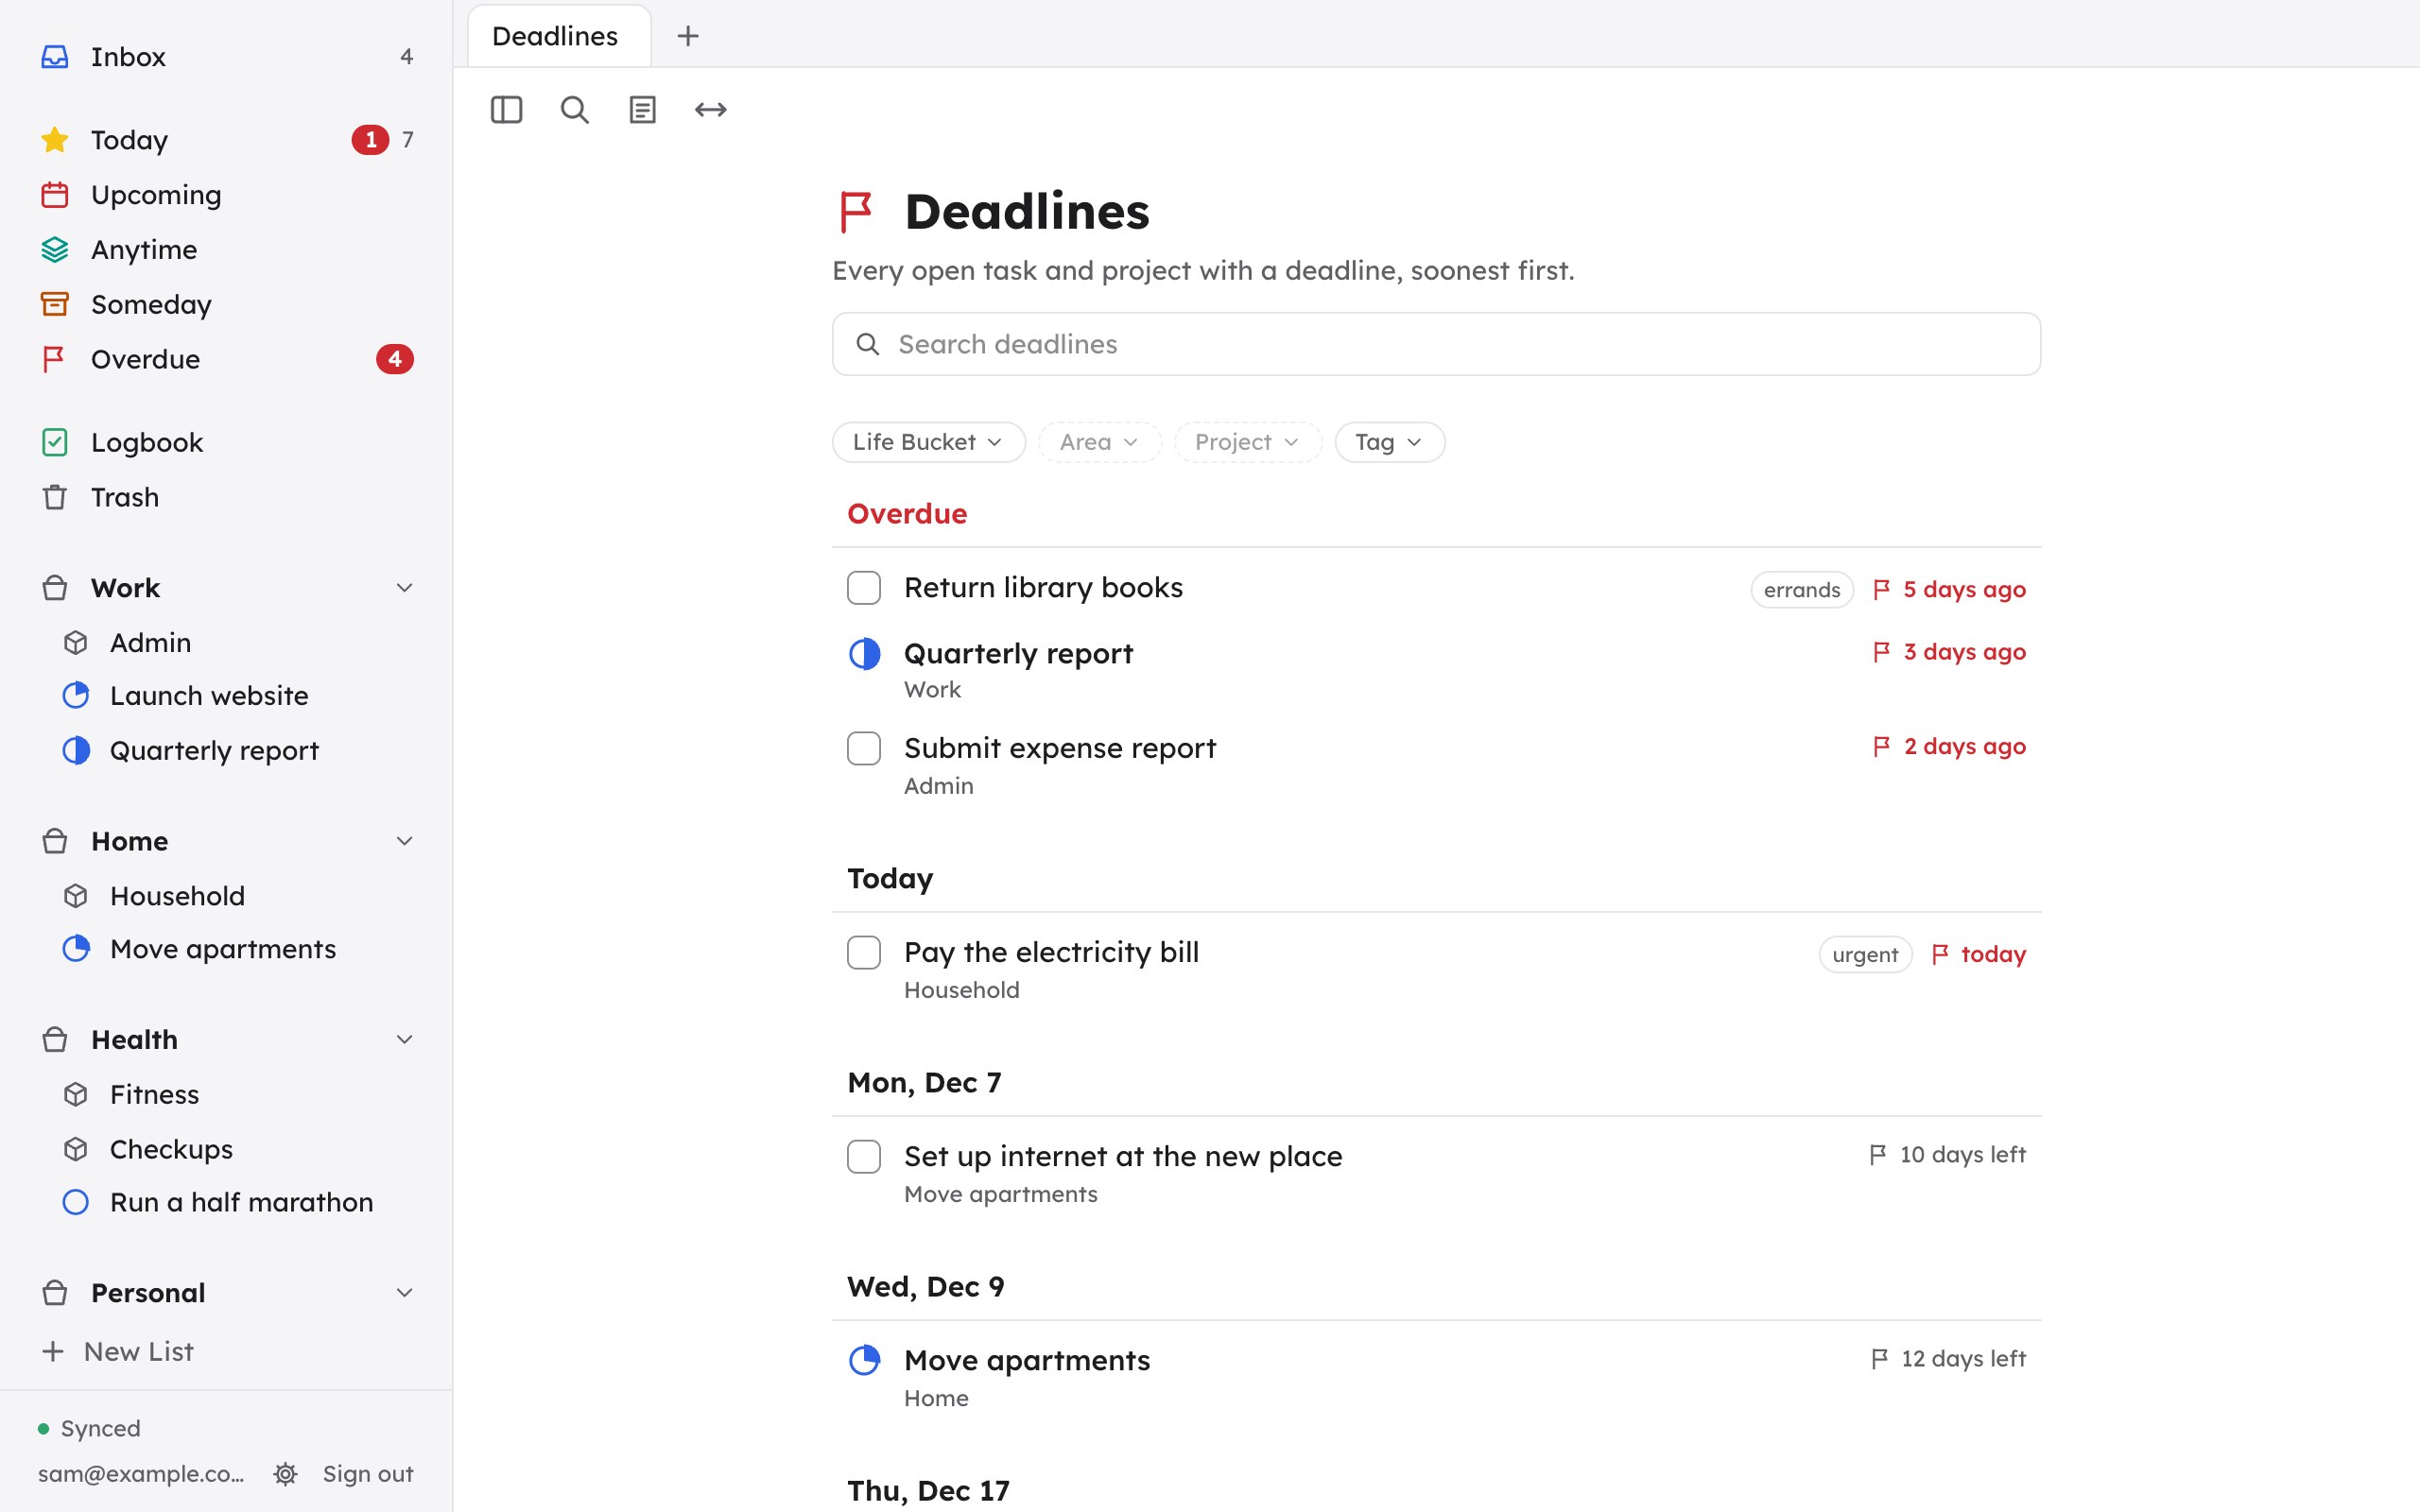 Inbox 4
Today 1 7
Upcoming
Anytime
Someday
Overdue 4
Logbook
Trash
Work
Admin
Launch website
Quarterly report
Home
Household
Move apartments
Health
Fitness
Checkups
Run a half marathon
Personal
New List
Synced
sam@example.co… Sign out
Deadlines
Deadlines
Every open task and project with a deadline, soonest first.
Search deadlines
Life Bucket Area Project Tag
Overdue
Return library books errands 5 days ago
Quarterly report 3 days ago
Work
Submit expense report 2 days ago
Admin
Today
Pay the electricity bill urgent today
Household
Mon, Dec 7
Set up internet at the new place 10 days left
Move apartments
Wed, Dec 9
Move apartments 12 days left
Home
Thu, Dec 17